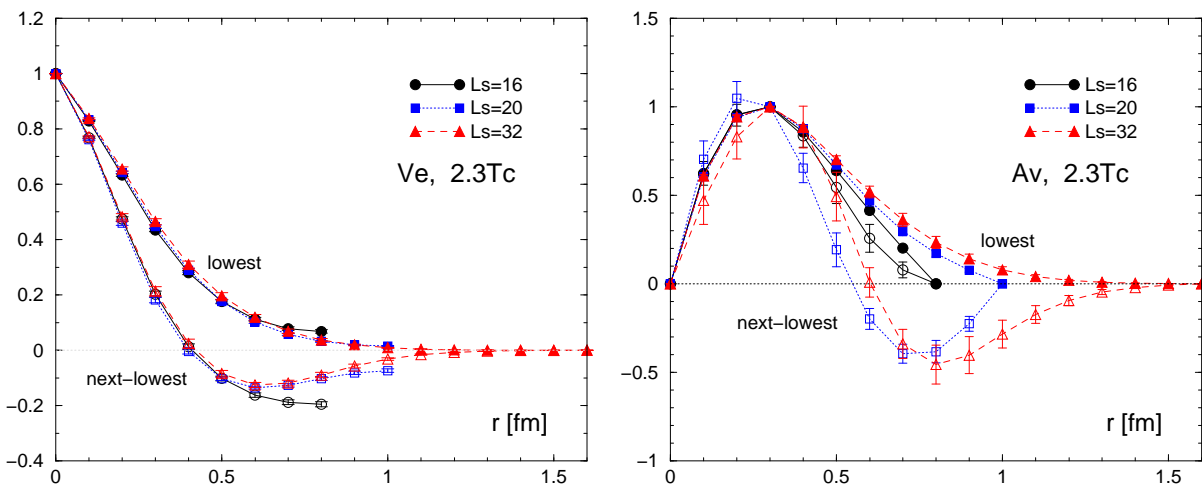 1.2
1
0.8
0.6
0.4
0.2
0
−0.2
−0.4
0
0.5
1
1.5
Ls=16
Ls=20
Ls=32
Ve, 2.3Tc
lowest
next−lowest
r [fm]
1.5
1
0.5
0
−0.5
−1
0
0.5
1
1.5
Ls=16
Ls=20
Ls=32
Av, 2.3Tc
lowest
next−lowest
r [fm]